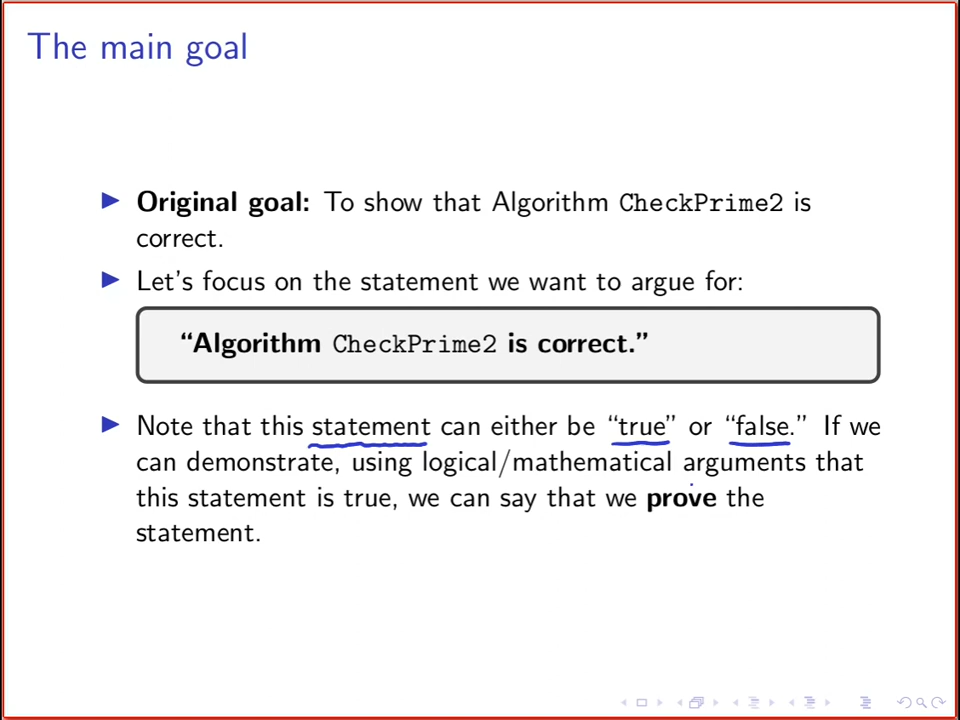 The main goal
▶ Original goal: To show that Algorithm CheckPrime2 is
correct.
▶ Let's focus on the statement we want to argue for:
“Algorithm CheckPrime2 is correct.”
▶ Note that this statement can either be “true” or “false.” If we
can demonstrate, using logical/mathematical arguments that
this statement is true, we can say that we prove the
statement.